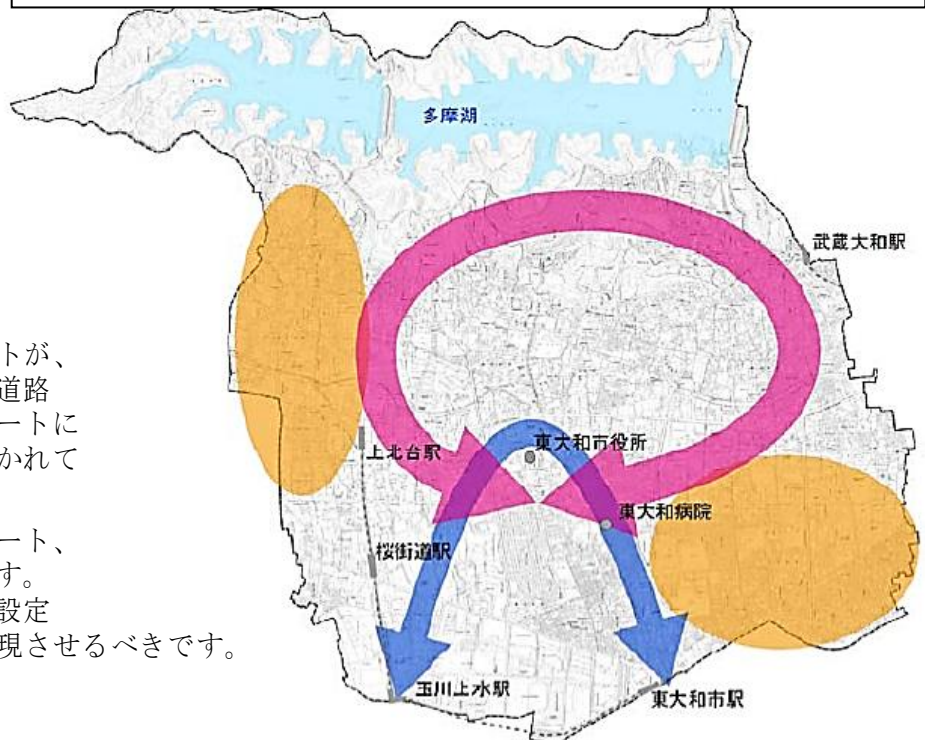 多摩湖
武蔵大和駅
トが、
道路
ートに
かれて
上北台駅
東大和市役所
東大和病院
ート、
す。
設定
現させるべきです。
桜街道駅
玉川上水駅
東大和市駅